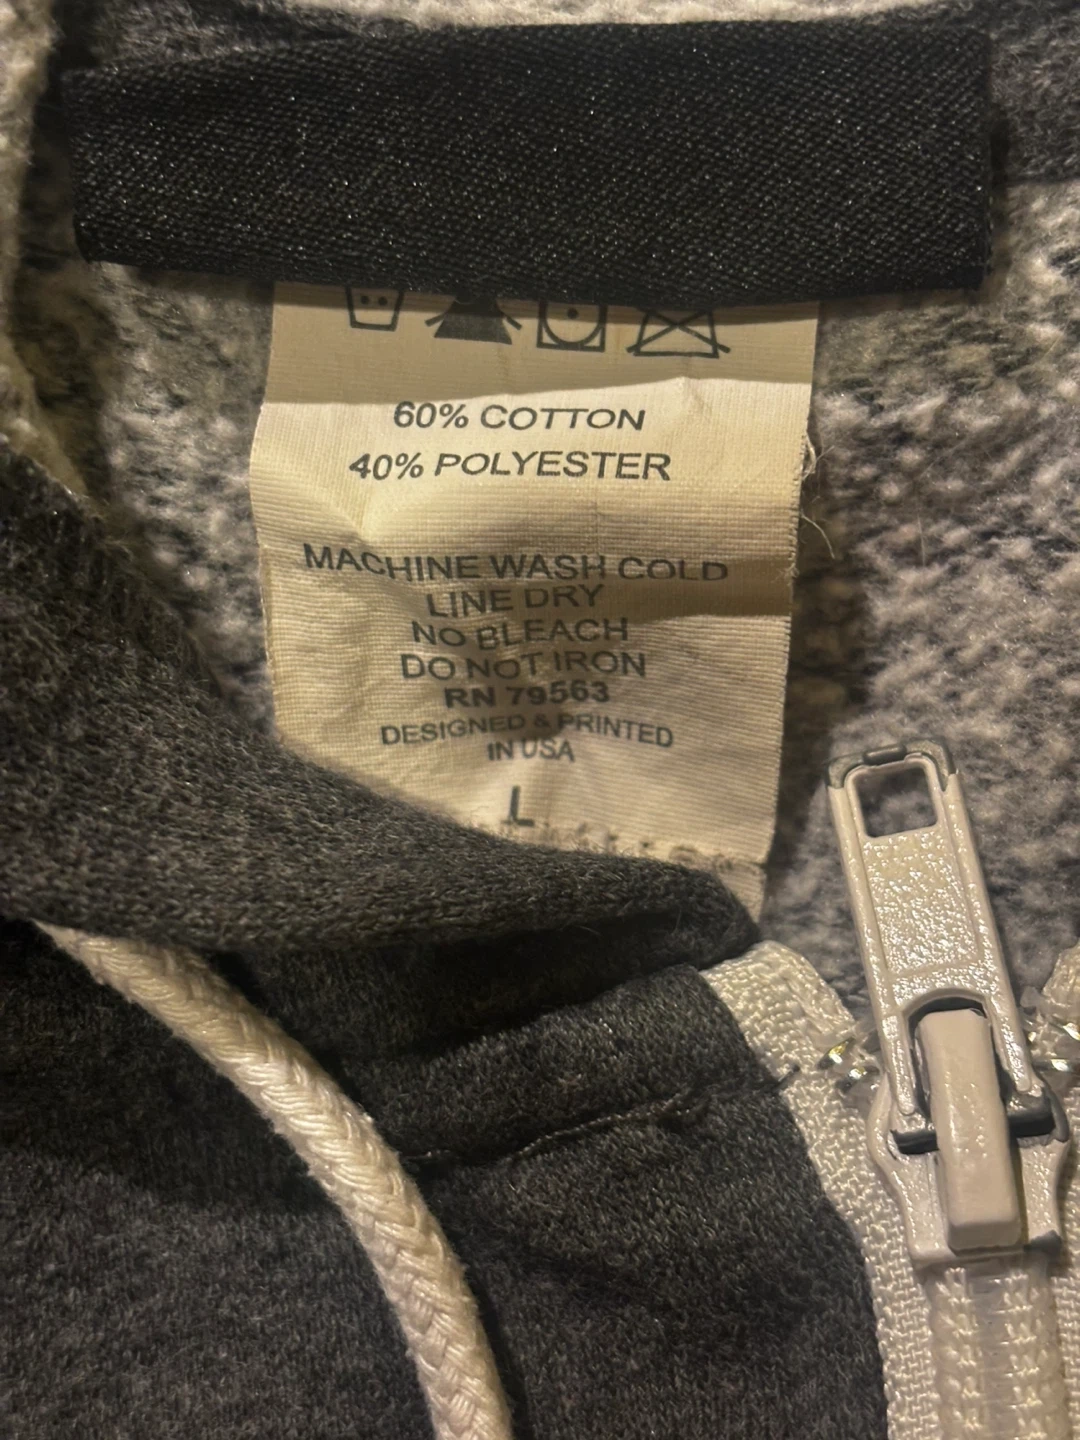 60% COTTON
40% POLYESTER
MACHINE WASH COLD
LINE DRY
NO BLEACH
DO NOT IRON
RN 79563
DESIGNED & PRINTED
IN USA
L